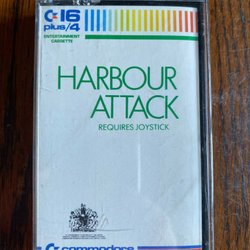 C16
plus/4
ENTERTAINMENT
CASSETTE
HARBOUR
ATTACK
REQUIRES JOYSTICK
commodore